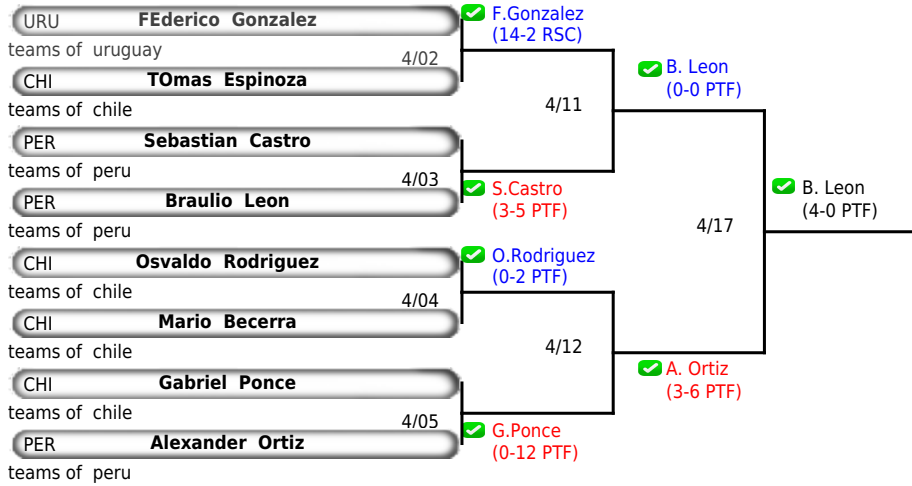 URU FEderico Gonzalez
teams of uruguay
4/02
CHI TOmas Espinoza
teams of chile
PER Sebastian Castro
teams of peru
4/03
PER Braulio Leon
teams of peru
CHI Osvaldo Rodriguez
teams of chile
4/04
CHI Mario Becerra
teams of chile
CHI Gabriel Ponce
teams of chile
4/05
PER Alexander Ortiz
teams of peru
F.Gonzalez
(14-2 RSC)
4/11
S.Castro
(3-5 PTF)
O.Rodriguez
(0-2 PTF)
4/12
G.Ponce
(0-12 PTF)
B. Leon
(0-0 PTF)
4/17
A. Ortiz
(3-6 PTF)
B. Leon
(4-0 PTF)